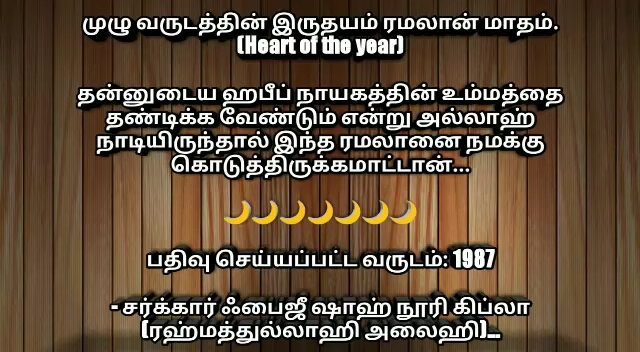 முழு வருடத்தின் இருதயம் ரமலான் மாதம்.
(Heart of the year)
தன்னுடைய ஹபீப் நாயகத்தின் உம்மத்தை
தண்டிக்க வேண்டும் என்று அல்லாஹ்
நாடியிருந்தால் இந்த ரமலானை நமக்கு
கொடுத்திருக்கமாட்டான்...
🌙🌙🌙🌙🌙🌙🌙
பதிவு செய்யப்பட்ட வருடம்: 1987
- சர்க்கார் ஃபைஜீ ஷாஹ் நூரி கிப்லா
(ரஹ்மத்துல்லாஹி அலைஹி)...